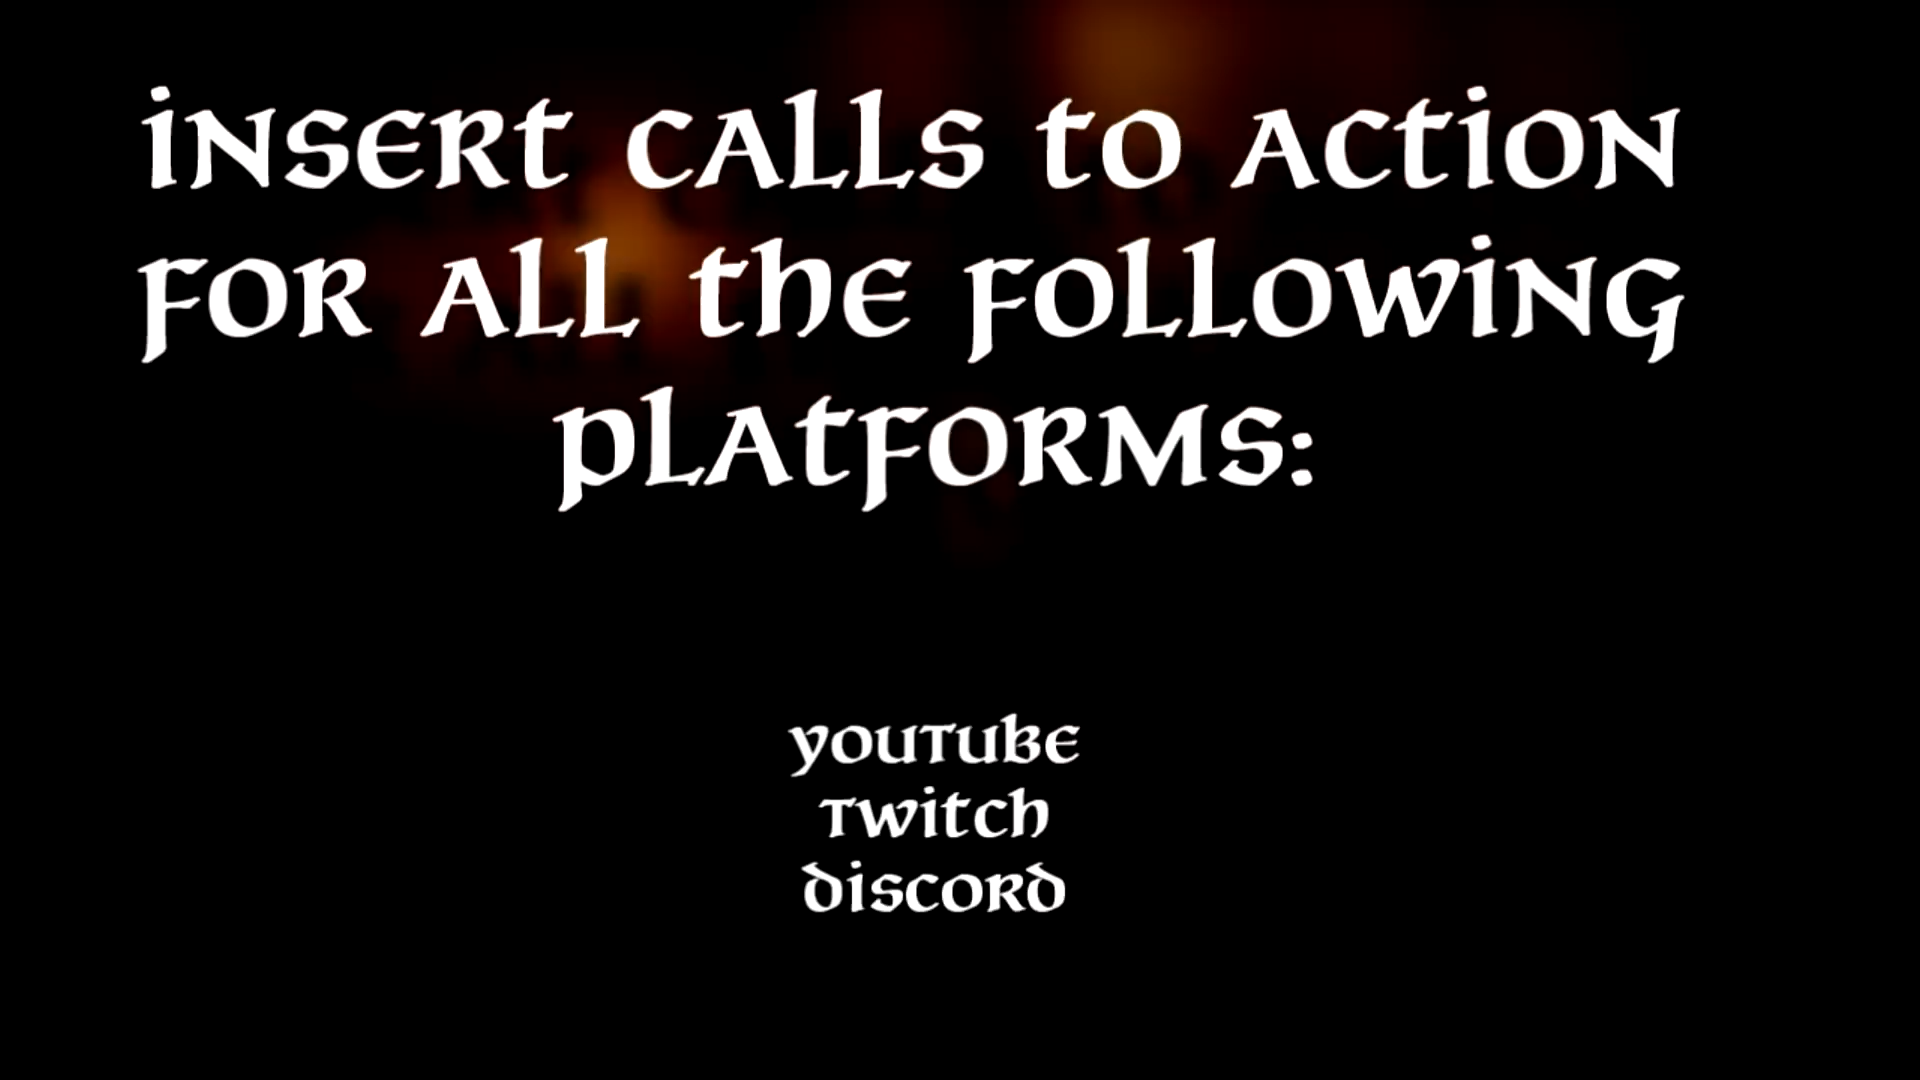 INSERT CALLS TO ACTION
FOR ALL THE FOLLOWING
PLATFORMS:
YOUTUBE
TWITCH
DISCORD